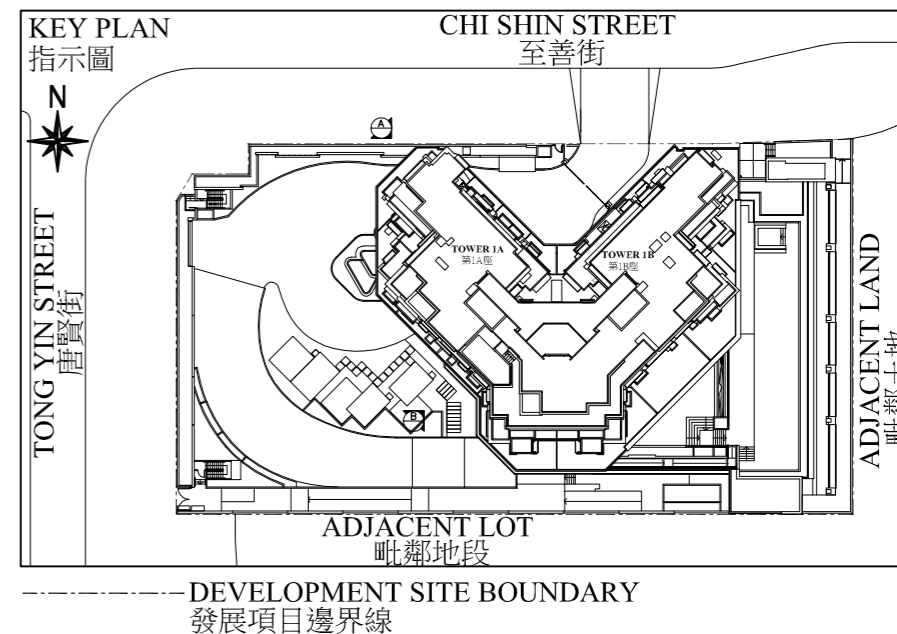 KEY PLAN
指示圖
CHI SHIN STREET
至善街
N
A
TONG YIN STREET
唐賢街
TOWER 1A
第1A座
TOWER 1B
第1B座
B
ADJACENT LAND
毗鄰土地
ADJACENT LOT
毗鄰地段
DEVELOPMENT SITE BOUNDARY
發展項目邊界線